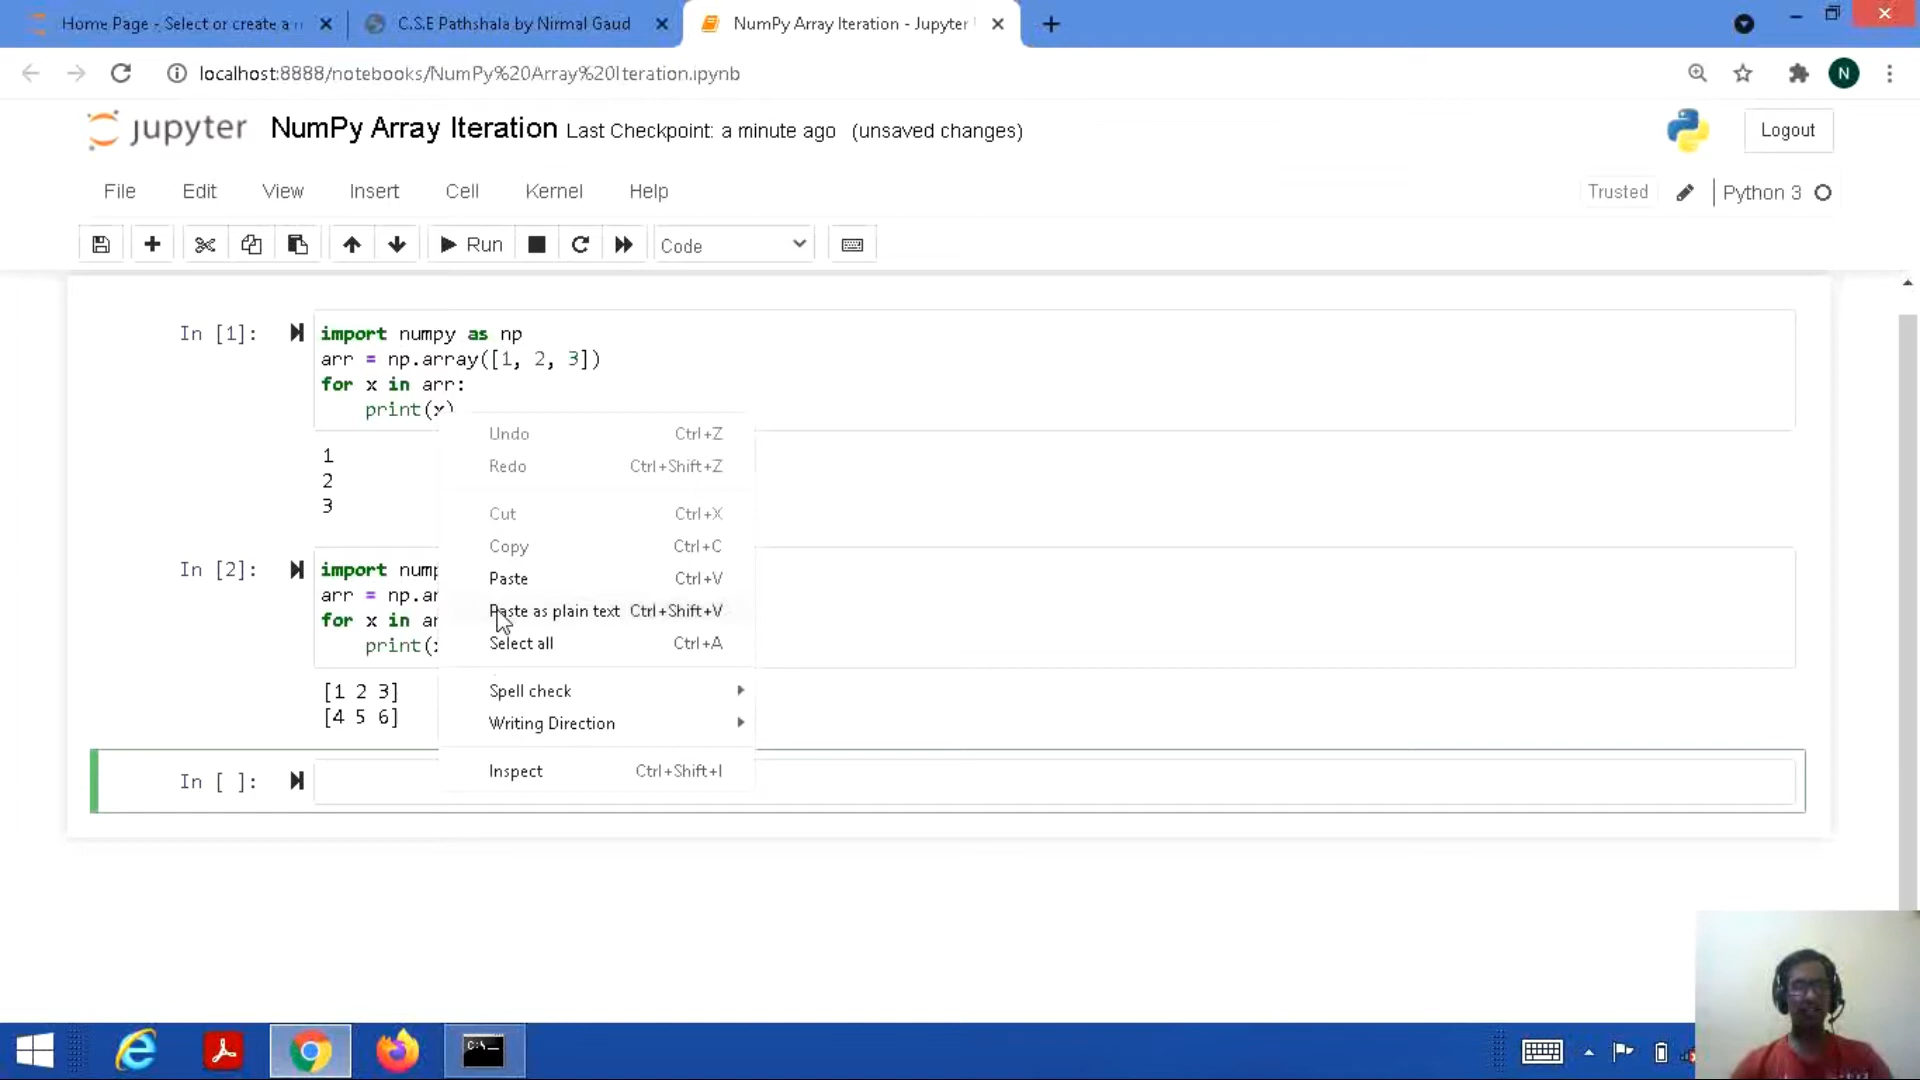 Home Page - Select or create a n
C.S.E Pathshala by Nirmal Gaud
NumPy Array Iteration - Jupyter
localhost:8888/notebooks/NumPy%20Array%20Iteration.ipynb
N
jupyter NumPy Array Iteration Last Checkpoint: a minute ago (unsaved changes)
Logout
File Edit View Insert Cell Kernel Help
Trusted Python 3
Run Code
In [1]: import numpy as np
arr = np.array([1, 2, 3])
for x in arr:
print(x)
1
2
3
Undo Ctrl+Z
Redo Ctrl+Shift+Z
Cut Ctrl+X
Copy Ctrl+C
Paste Ctrl+V
Paste as plain text Ctrl+Shift+V
Select all Ctrl+A
Spell check
Writing Direction
Inspect Ctrl+Shift+I
In [2]: import nump
arr = np.ar
for x in ar
print(
[1 2 3]
[4 5 6]
In [ ]:
C:\